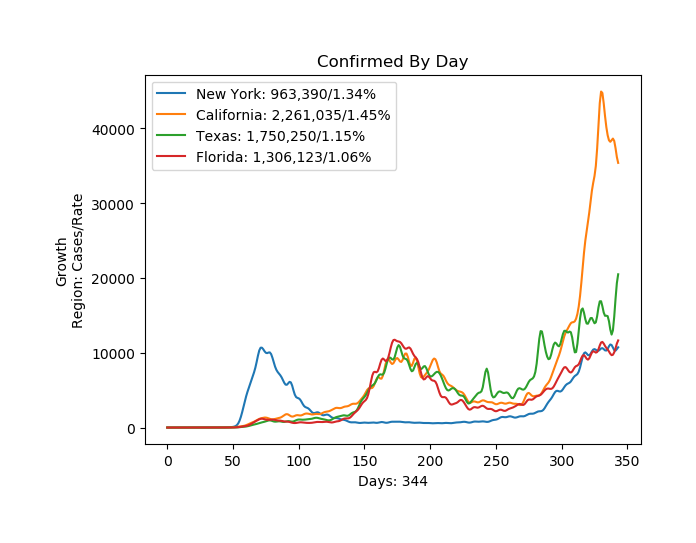 Confirmed By Day
New York: 963,390/1.34%
California: 2,261,035/1.45%
Texas: 1,750,250/1.15%
Florida: 1,306,123/1.06%
Growth
Region: Cases/Rate
40000
30000
20000
10000
0
0 50 100 150 200 250 300 350
Days: 344